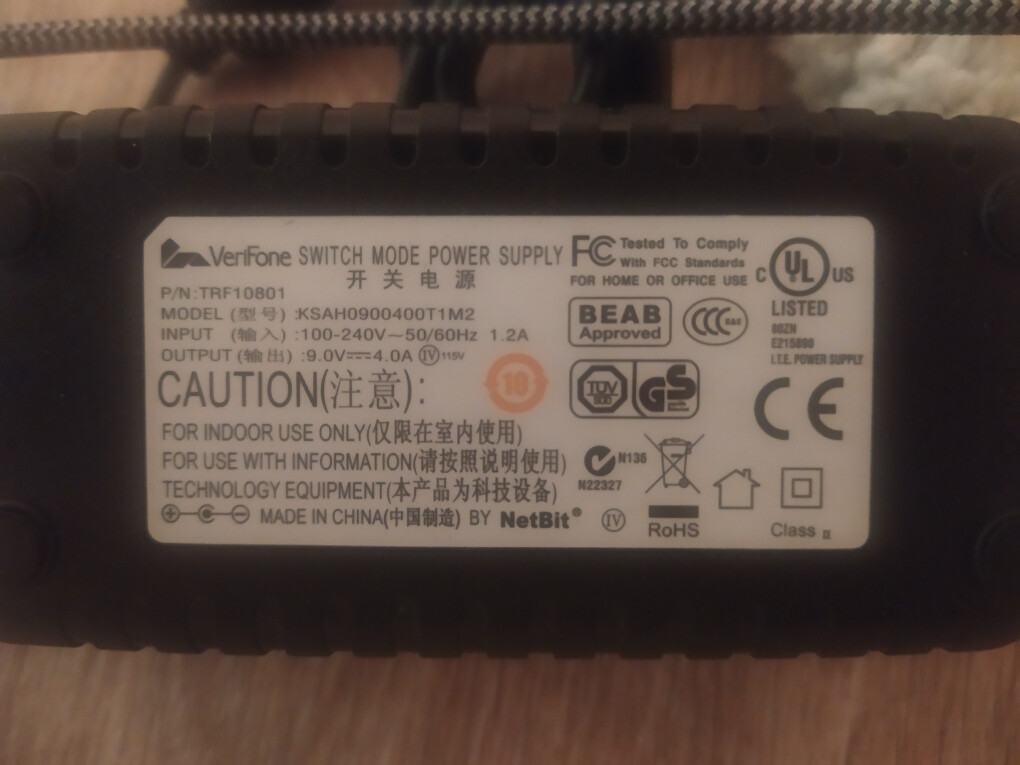 VeriFone SWITCH MODE POWER SUPPLY
开关电源
P/N:TRF10801
MODEL (型号) :KSAH0900400T1M2
INPUT (输入) :100-240V~50/60Hz 1.2A
OUTPUT (输出) :9.0V⎓4.0A IV 115V
CAUTION(注意):
10
FOR INDOOR USE ONLY(仅限在室内使用)
FOR USE WITH INFORMATION(请按照说明使用)
TECHNOLOGY EQUIPMENT(本产品为科技设备)
MADE IN CHINA(中国制造) BY NetBit®
IV
FC Tested To Comply
With FCC Standards
FOR HOME OR OFFICE USE
C UL US
LISTED
E215898
I.T.E. POWER SUPPLY
BEAB
Approved
CCC S&E
TUV
GS
CE
N136
N22327
RoHS
Class II